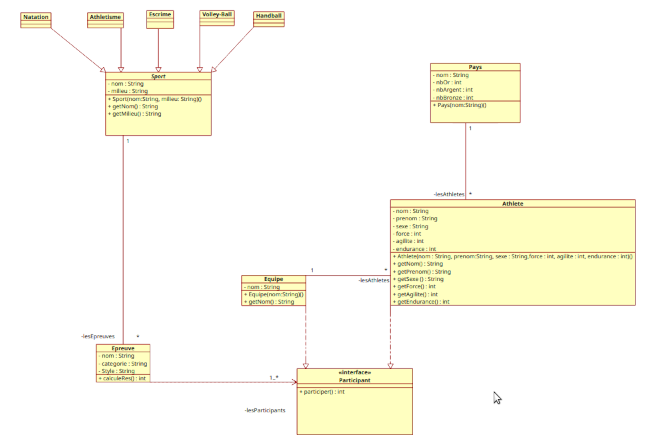 Natation
Athletisme
Escrime
Volley-Ball
Handball
Sport
- nom : String
- milieu : String
+ Sport(nom:String, milieu: String)()
+ getNom() : String
+ getMilieu() : String
Pays
- nom : String
- nbOr : int
- nbArgent : int
- nbBronze : int
+ Pays(nom:String)()
1
1
-lesAthletes *
Athlete
- nom : String
- prenom : String
- sexe : String
- force : int
- agilite : int
- endurance : int
+ Athlete(nom : String, prenom:String, sexe : String,force : int, agilite : int, endurance : int)()
+ getNom() : String
+ getPrenom() : String
+ getSexe () : String
+ getForce() : int
+ getAgilite() : int
+ getEndurance() : int
1 *
-lesAthletes
Equipe
- nom : String
+ Equipe(nom:String)()
+ getNom() : String
-lesEpreuves *
Epreuve
- nom : String
- categorie : String
- Style : String
+ calculeRes() : int
1..*
-lesParticipants
«interface»
Participant
+ participer() : int